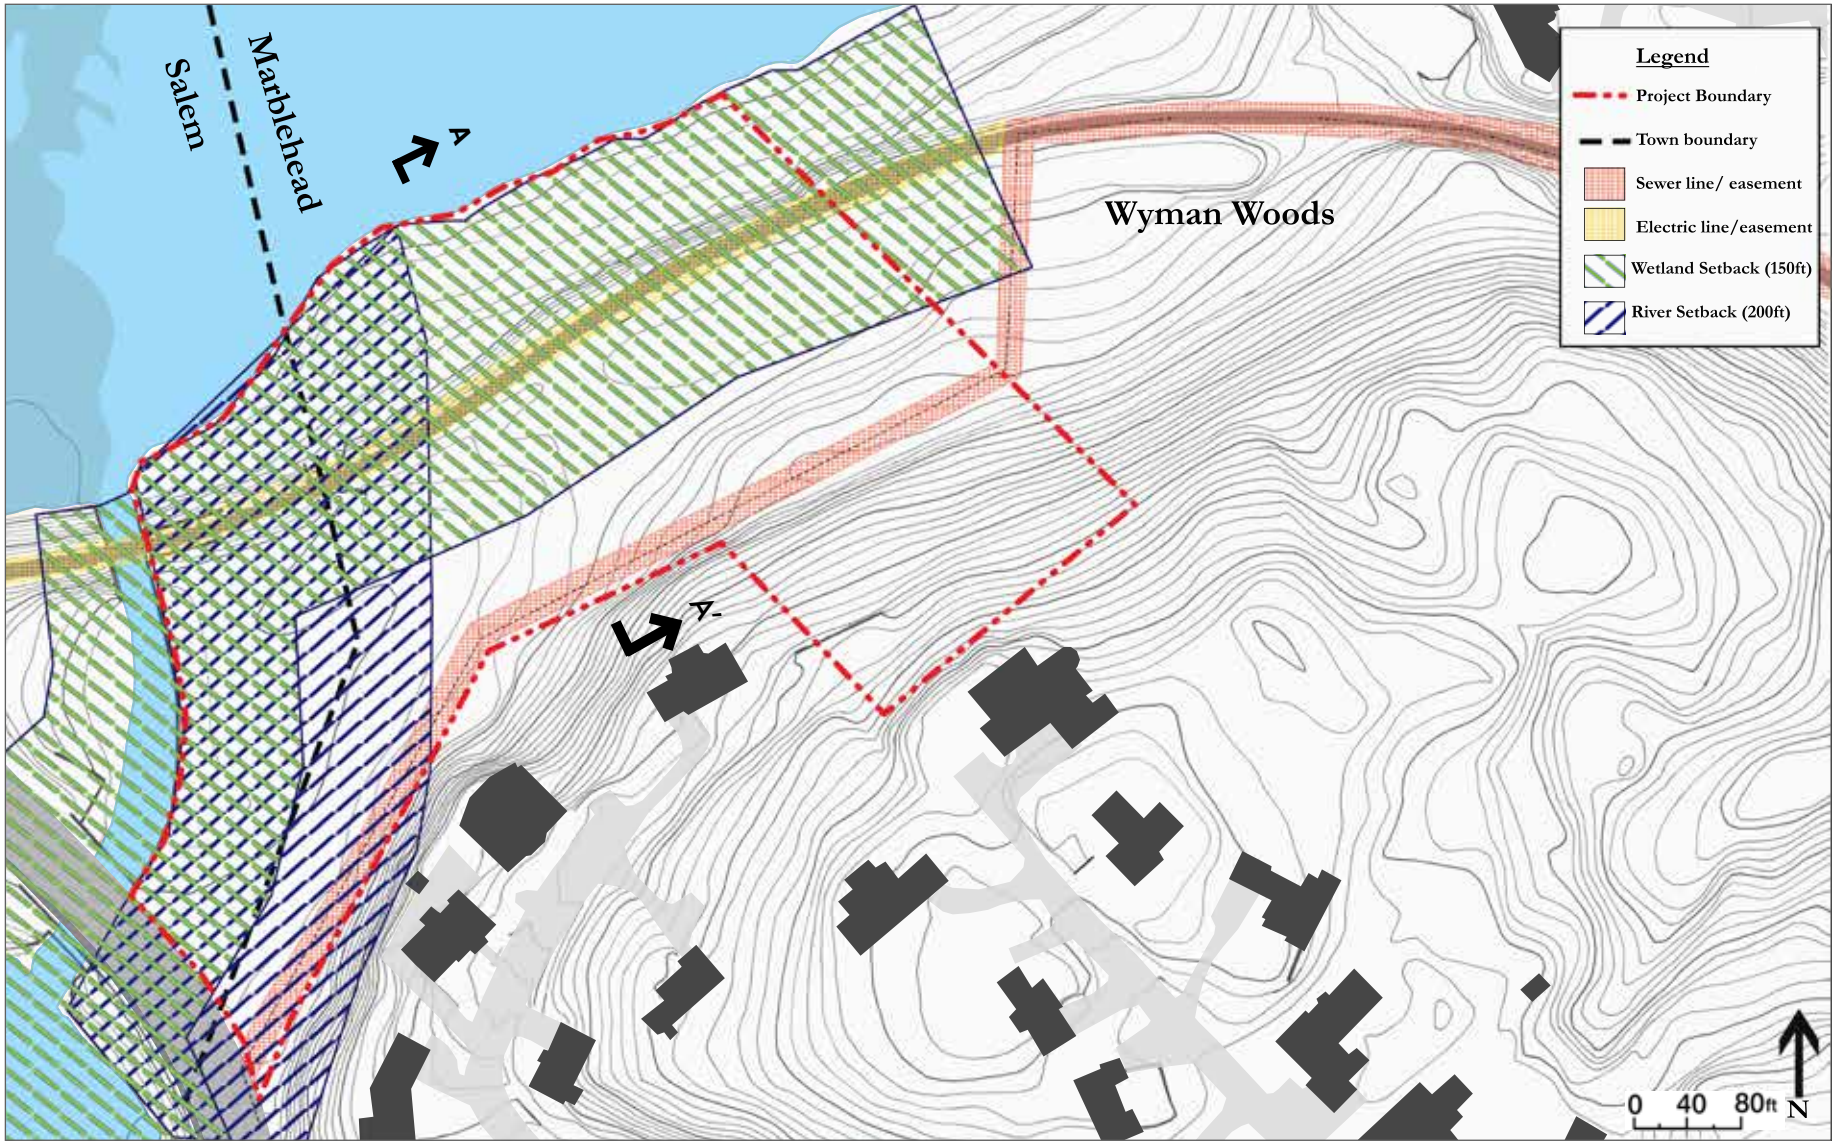 Salem
Marblehead
A
Wyman Woods
A'
Legend
Project Boundary
Town boundary
Sewer line/ easement
Electric line/easement
Wetland Setback (150ft)
River Setback (200ft)
0 40 80ft
N